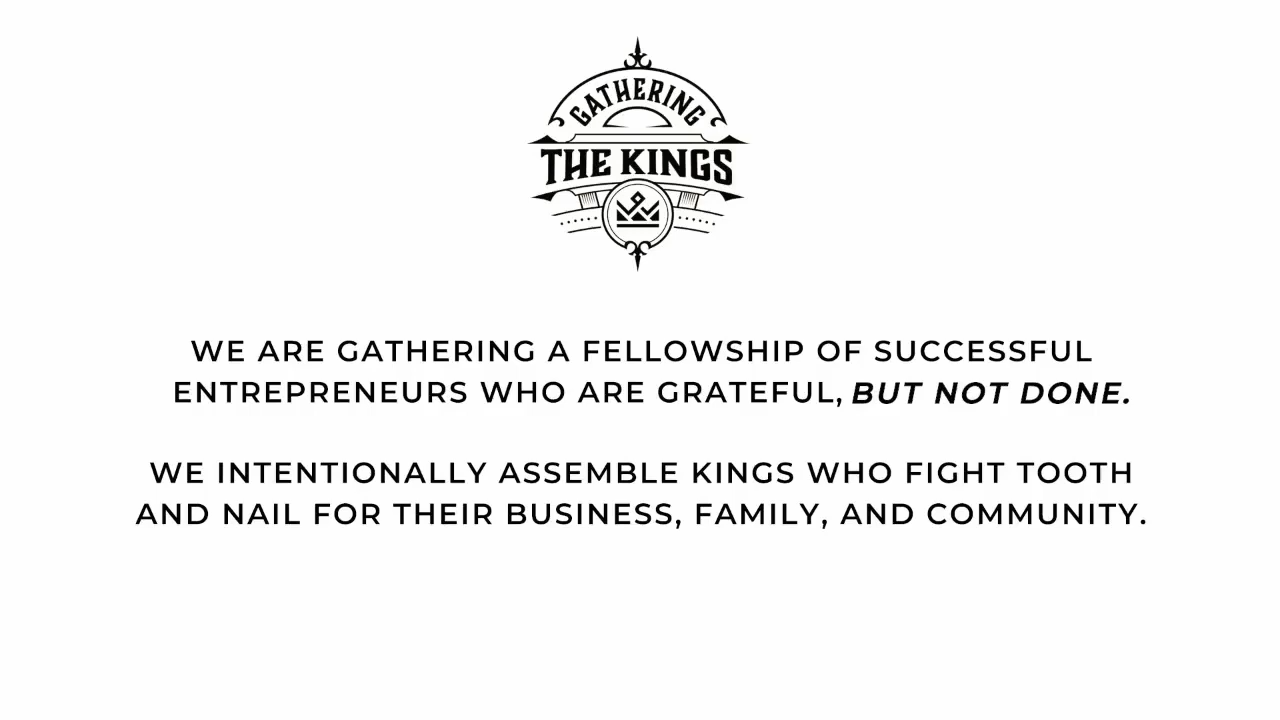 GATHERING
THE KINGS
WE ARE GATHERING A FELLOWSHIP OF SUCCESSFUL
ENTREPRENEURS WHO ARE GRATEFUL, BUT NOT DONE.
WE INTENTIONALLY ASSEMBLE KINGS WHO FIGHT TOOTH
AND NAIL FOR THEIR BUSINESS, FAMILY, AND COMMUNITY.